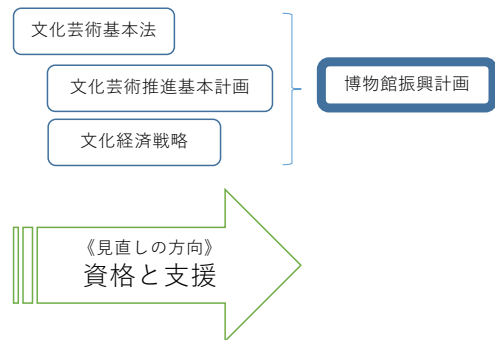 文化芸術基本法
文化芸術推進基本計画
文化経済戦略
博物館振興計画
《見直しの方向》
資格と支援